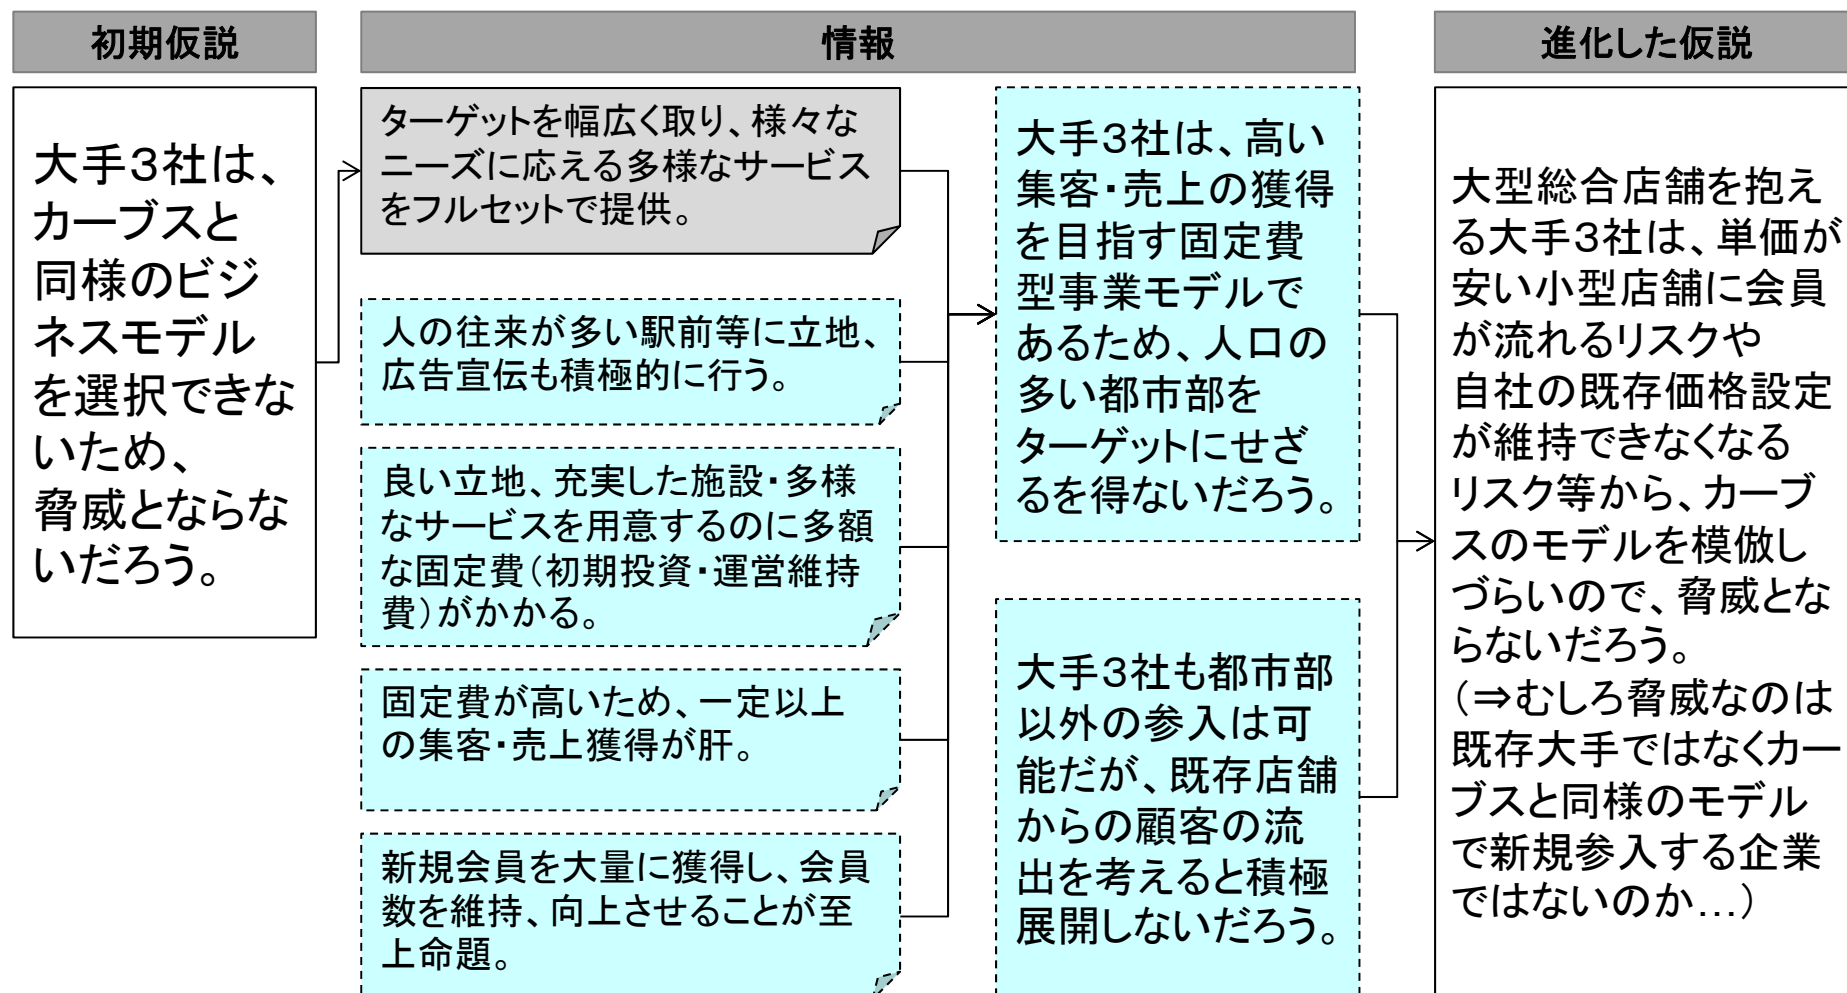 初期仮説
情報
進化した仮説
大手3社は、
カーブスと
同様のビジ
ネスモデル
を選択できな
いため、
脅威とならな
いだろう。
ターゲットを幅広く取り、様々な
ニーズに応える多様なサービス
をフルセットで提供。
人の往来が多い駅前等に立地、
広告宣伝も積極的に行う。
良い立地、充実した施設・多様
なサービスを用意するのに多額
な固定費（初期投資・運営維持
費）がかかる。
固定費が高いため、一定以上
の集客・売上獲得が肝。
新規会員を大量に獲得し、会員
数を維持、向上させることが至
上命題。
大手3社は、高い
集客・売上の獲得
を目指す固定費
型事業モデルで
あるため、人口の
多い都市部を
ターゲットにせざ
るを得ないだろう。
大手3社も都市部
以外の参入は可
能だが、既存店舗
からの顧客の流
出を考えると積極
展開しないだろう。
大型総合店舗を抱え
る大手3社は、単価が
安い小型店舗に会員
が流れるリスクや
自社の既存価格設定
が維持できなくなる
リスク等から、カーブ
スのモデルを模倣し
づらいので、脅威とな
らないだろう。
（⇒むしろ脅威なのは
既存大手ではなくカー
ブスと同様のモデル
で新規参入する企業
ではないのか…）